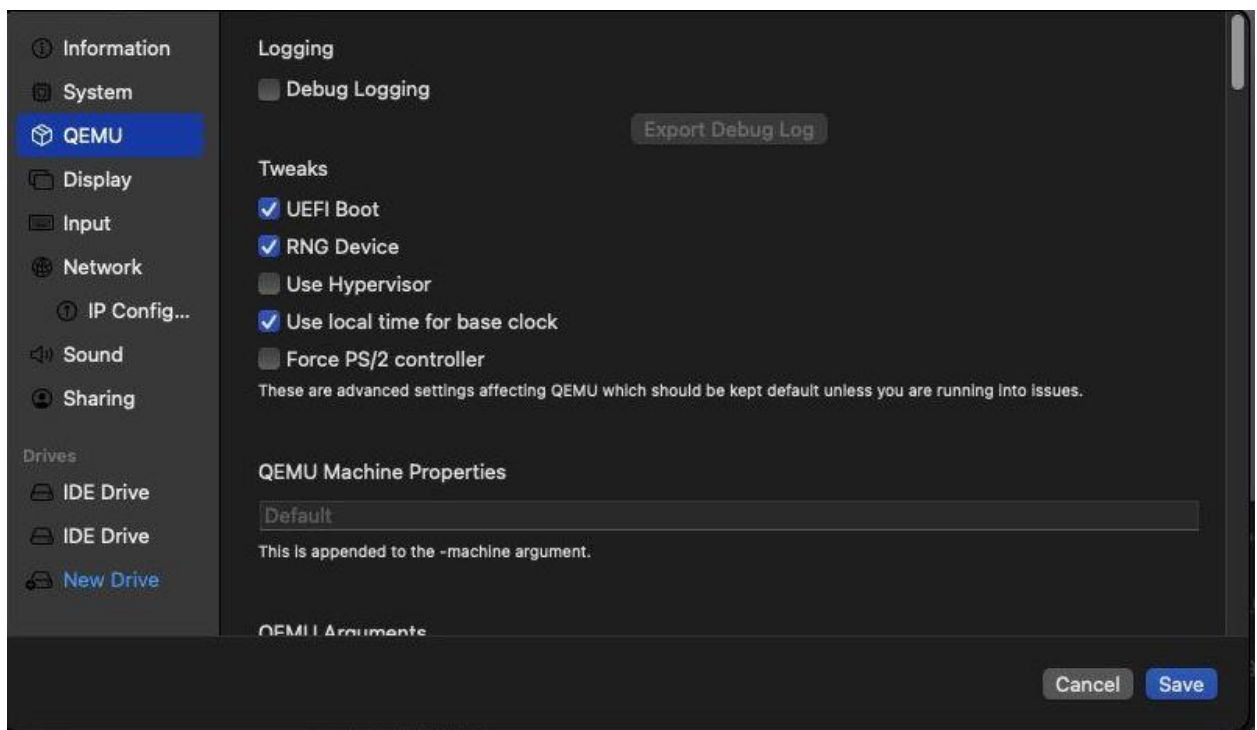 Information
System
QEMU
Display
Input
Network
IP Config...
Sound
Sharing
Drives
IDE Drive
IDE Drive
New Drive
Logging
Debug Logging
Export Debug Log
Tweaks
UEFI Boot
RNG Device
Use Hypervisor
Use local time for base clock
Force PS/2 controller
These are advanced settings affecting QEMU which should be kept default unless you are running into issues.
QEMU Machine Properties
Default
This is appended to the -machine argument.
QEMU Arguments
Cancel
Save